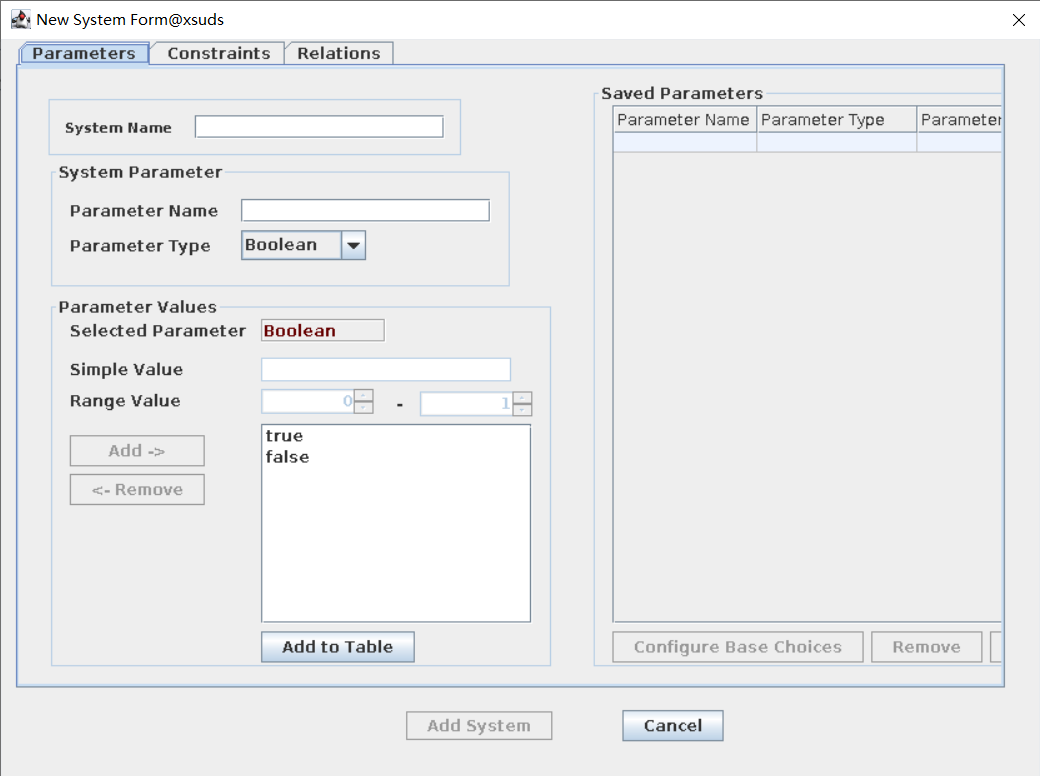 New System Form@xsuds
Parameters Constraints Relations
System Name
System Parameter
Parameter Name
Parameter Type Boolean
Parameter Values
Selected Parameter Boolean
Simple Value
Range Value 0 - 1
Add ->
<- Remove
true
false
Add to Table
Saved Parameters
Parameter Name Parameter Type Parameter
Configure Base Choices Remove
Add System Cancel